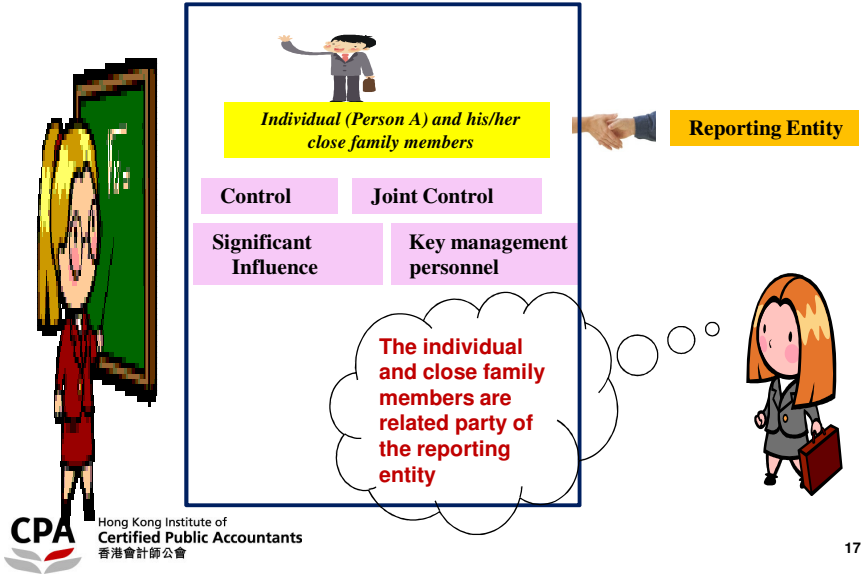 Individual (Person A) and his/her
close family members
Reporting Entity
Control
Joint Control
Significant
Influence
Key management
personnel
The individual
and close family
members are
related party of
the reporting
entity
CPA
Hong Kong Institute of
Certified Public Accountants
香港會計師公會
17